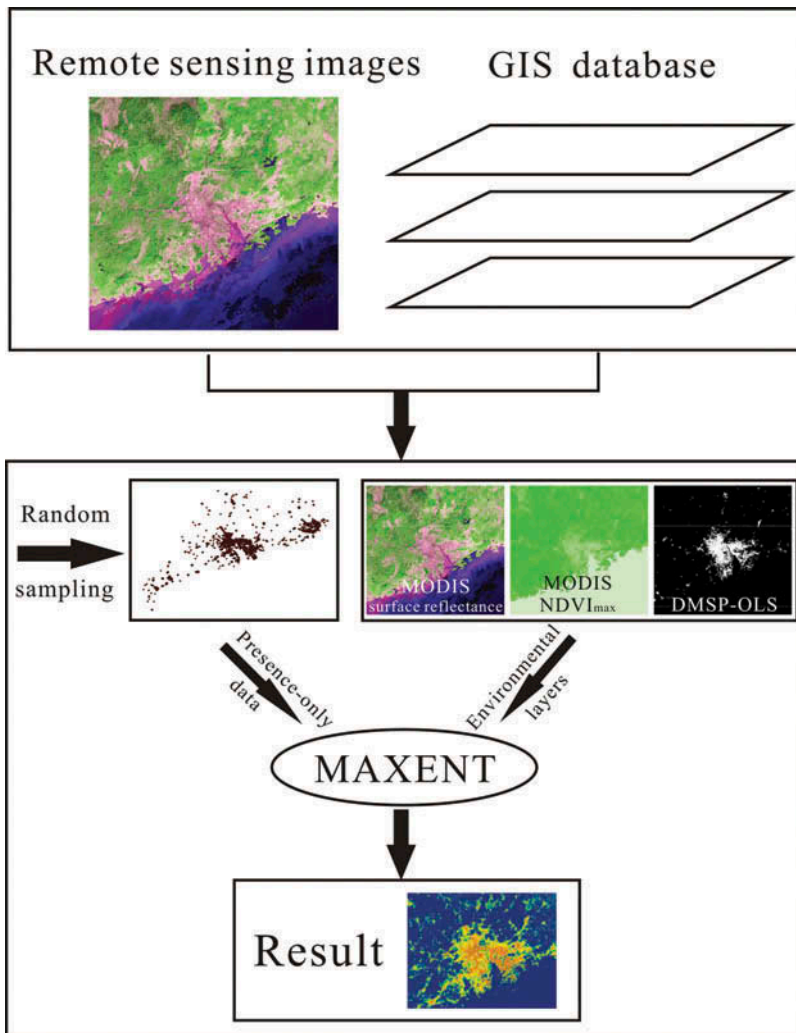 Remote sensing images
GIS database
Random
sampling
MODIS
surface reflectance
MODIS
NDVImax
DMSP-OLS
Presence-only
data
Environmental
layers
MAXENT
Result